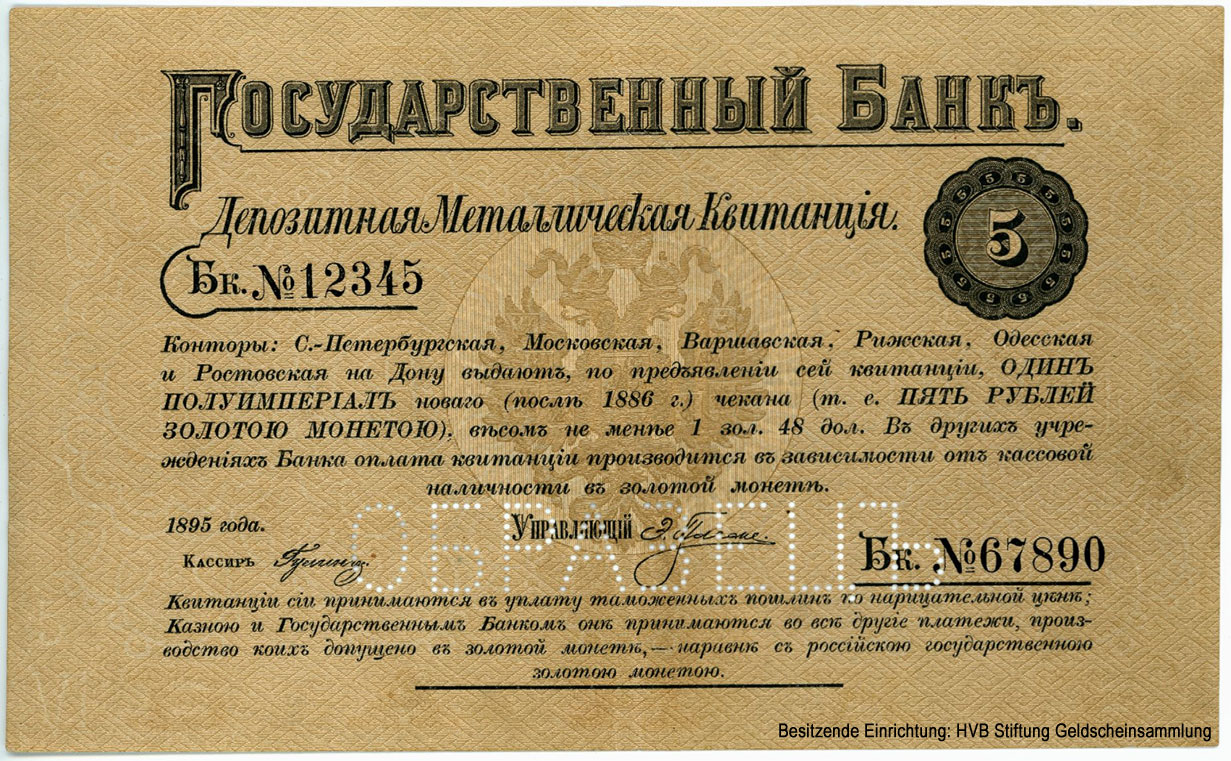 Государственный Банкъ.
Депозитная Металлическая Квитанція.
5
Бк. № 12345
Конторы: С.-Петербургская, Московская, Варшавская, Рижская, Одесская
и Ростовская на Дону выдаютъ, по предъявленіи сей квитанціи, ОДИНЪ
ПОЛУИМПЕРІАЛЪ новаго (послѣ 1886 г.) чекана (т. е. ПЯТЬ РУБЛЕЙ
ЗОЛОТОЮ МОНЕТОЮ), вѣсомъ не менѣе 1 зол. 48 дол. Въ другихъ учре-
жденіяхъ Банка оплата квитанціи производится въ зависимости отъ кассовой
наличности въ золотой монетѣ.
1895 года.
Управляющій
Кассиръ
ОБРАЗЕЦЪ
Бк. № 67890
Квитанціи сіи принимаются въ уплату таможенныхъ пошлинъ по нарицательной цѣнѣ;
Казною и Государственнымъ Банкомъ онѣ принимаются во всѣ другіе платежи, произ-
водство коихъ допущено въ золотой монетѣ,—наравнѣ съ россійскою государственною
золотою монетою.
Besitzende Einrichtung: HVB Stiftung Geldscheinsammlung